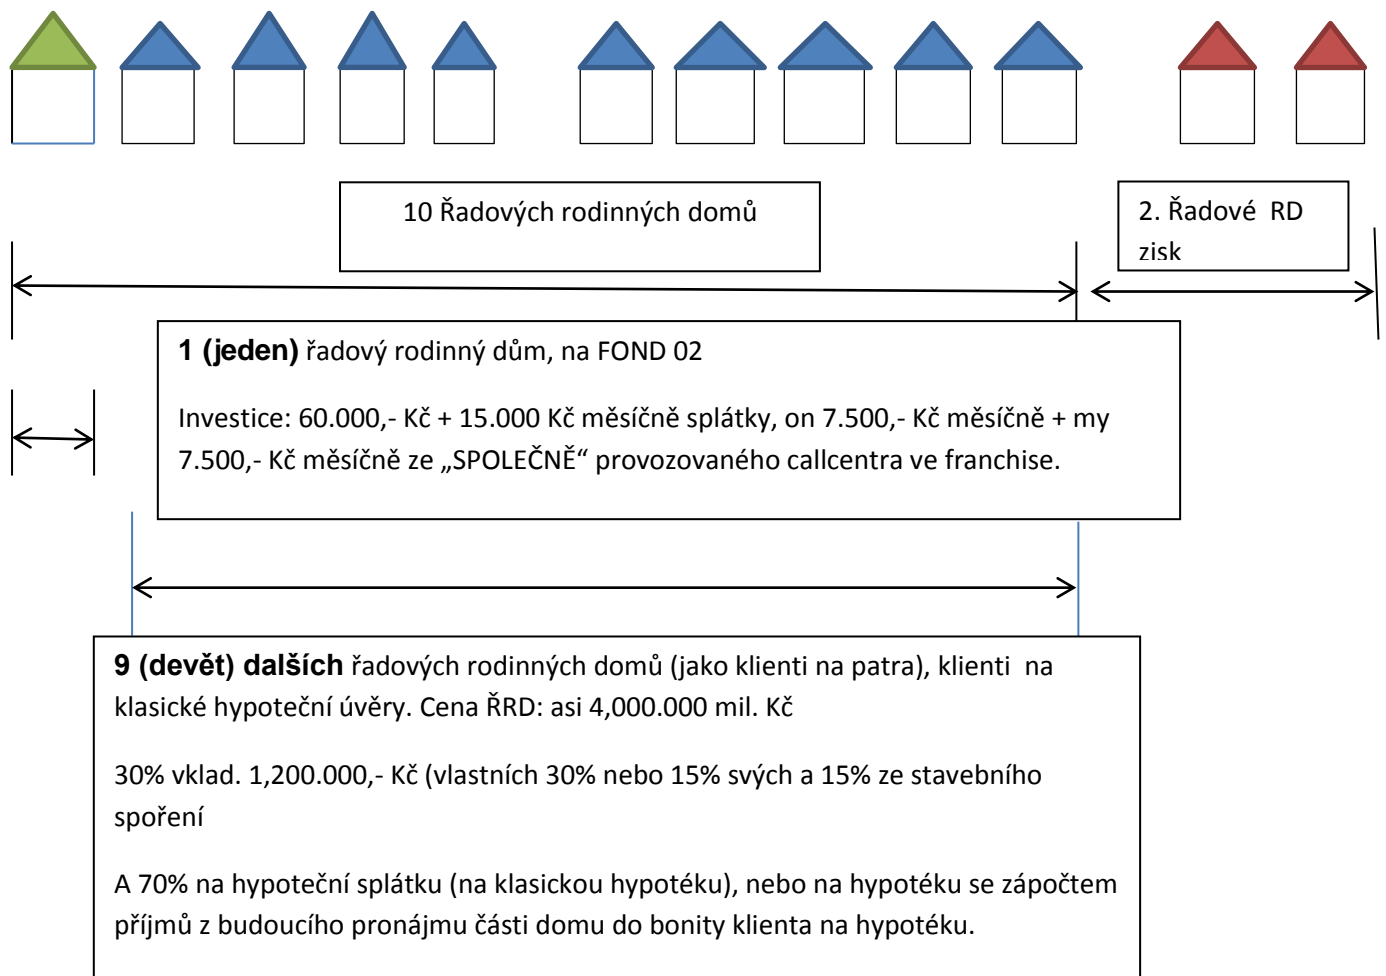 10 Řadových rodinných domů
2. Řadové RD
zisk
1 (jeden) řadový rodinný dům, na FOND 02
Investice: 60.000,- Kč + 15.000 Kč měsíčně splátky, on 7.500,- Kč měsíčně + my
7.500,- Kč měsíčně ze „SPOLEČNĚ“ provozovaného callcentra ve franchise.
9 (devět) dalších řadových rodinných domů (jako klienti na patra), klienti na
klasické hypoteční úvěry. Cena ŘRD: asi 4,000.000 mil. Kč
30% vklad. 1,200.000,- Kč (vlastních 30% nebo 15% svých a 15% ze stavebního
spoření
A 70% na hypoteční splátku (na klasickou hypotéku), nebo na hypotéku se zápočtem
příjmů z budoucího pronájmu části domu do bonity klienta na hypotéku.